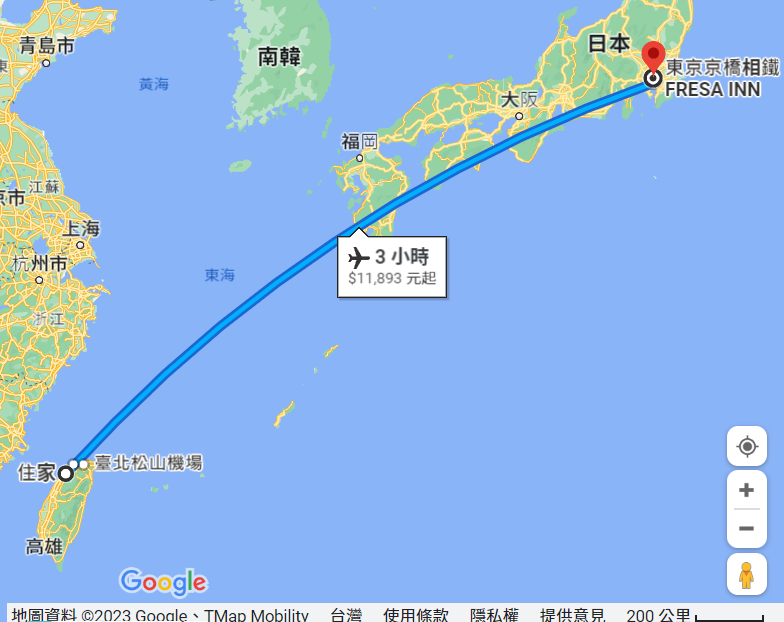 青島市
南韓
日本
東京京橋相鐵
FRESA INN
黃海
大阪
福岡
江蘇
京市
上海
杭州市
東海
3 小時
$11,893 元起
浙江
住家
臺北松山機場
高雄
Google
地圖資料 ©2023 Google、TMap Mobility 台灣 使用條款 隱私權 提供意見 200 公里